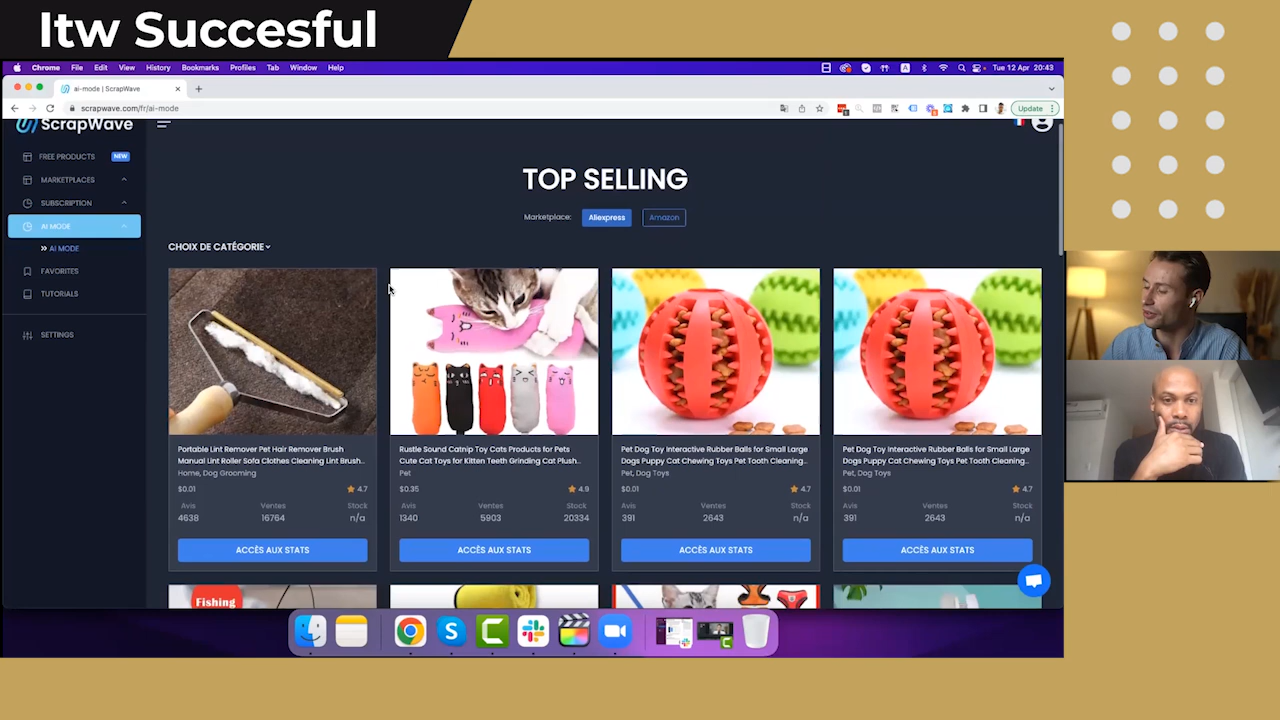 Itw Succesful
Chrome File Edit View History Bookmarks Profiles Tab Window Help
Tue 12 Apr 20:43
ai-mode | ScrapWave
scrapwave.com/fr/ai-mode
Update
ScrapWave
FREE PRODUCTS NEW
MARKETPLACES
SUBSCRIPTION
AI MODE
AI MODE
FAVORITES
TUTORIALS
SETTINGS
TOP SELLING
Marketplace: Aliexpress Amazon
CHOIX DE CATÉGORIE
Portable Lint Remover Pet Hair Remover Brush
Manual Lint Roller Sofa Clothes Cleaning Lint Brush...
Home, Dog Grooming
$0.01 4.7
Avis Ventes Stock
4638 16764 n/a
ACCÈS AUX STATS
Rustle Sound Catnip Toy Cats Products for Pets
Cute Cat Toys for Kitten Teeth Grinding Cat Plush...
Pet
$0.35 4.9
Avis Ventes Stock
1340 5903 20334
ACCÈS AUX STATS
Pet Dog Toy Interactive Rubber Balls for Small Large
Dogs Puppy Cat Chewing Toys Pet Tooth Cleaning...
Pet, Dog Toys
$0.01 4.7
Avis Ventes Stock
391 2643 n/a
ACCÈS AUX STATS
Pet Dog Toy Interactive Rubber Balls for Small Large
Dogs Puppy Cat Chewing Toys Pet Tooth Cleaning...
Pet, Dog Toys
$0.01 4.7
Avis Ventes Stock
391 2643 n/a
ACCÈS AUX STATS
Fishing